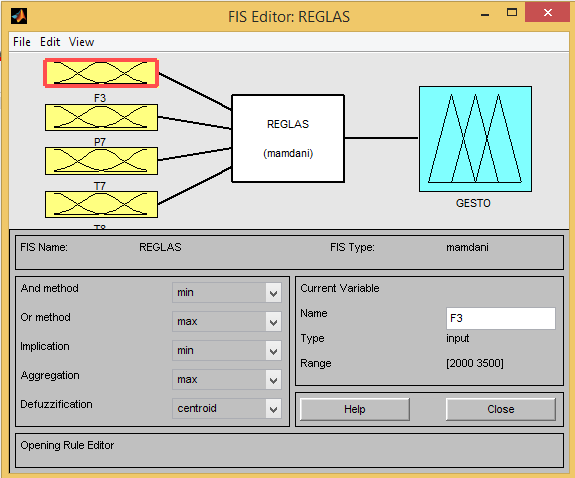 FIS Editor: REGLAS
File Edit View
F3
P7
T7
T8
REGLAS
(mamdani)
GESTO
FIS Name: REGLAS FIS Type: mamdani
And method min
Or method max
Implication min
Aggregation max
Defuzzification centroid
Current Variable
Name F3
Type input
Range [2000 3500]
Help Close
Opening Rule Editor